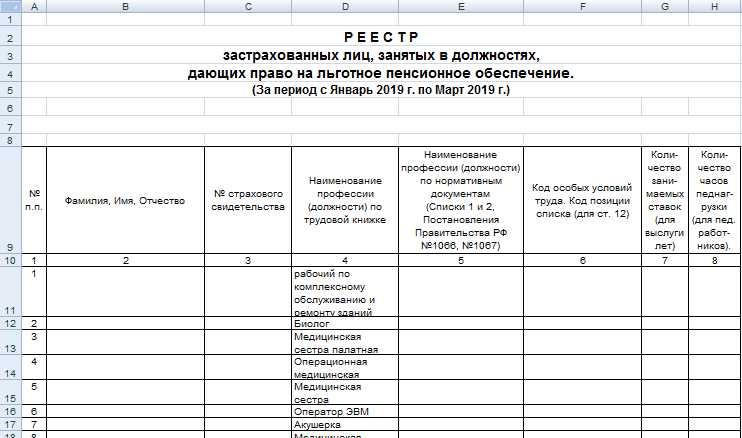 A B C D E F G H
1
2 Р Е Е С Т Р
3 застрахованных лиц, занятых в должностях,
4 дающих право на льготное пенсионное обеспечение.
5 (За период с Январь 2019 г. по Март 2019 г.)
6
7
8
9
№
п.п.
Фамилия, Имя, Отчество
№ страхового
свидетельства
Наименование
профессии
(должности) по
трудовой книжке
Наименование
профессии (должности)
по нормативным
документам
(Списки 1 и 2,
Постановления
Правительства РФ
№1066, №1067)
Код особых условий
труда. Код позиции
списка (для ст. 12)
Коли-
чество
зани-
маемых
ставок
(для
выслуги
лет)
Коли-
чество
часов
педнаг-
рузки
(для пед.
работ-
ников).
10 1 2 3 4 5 6 7 8
11 1 рабочий по
комплексному
обслуживанию и
ремонту зданий
12 2 Биолог
13 3 Медицинская
сестра палатная
14 4 Операционная
медицинская
15 5 Медицинская
сестра
16 6 Оператор ЭВМ
17 7 Акушерка
18 8 Медицинская